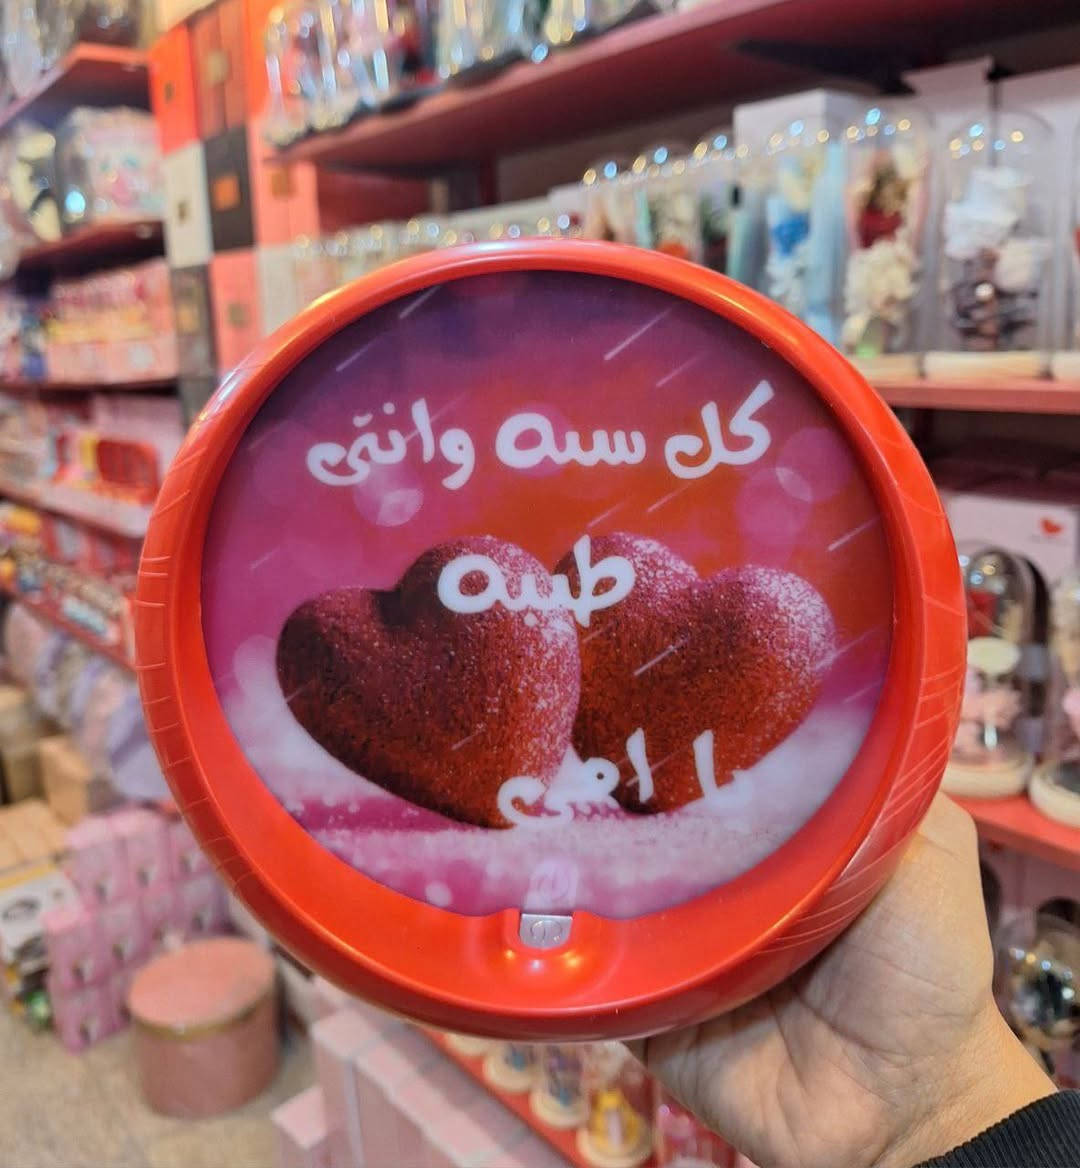 كل سنه وانتى
طيبه
يا امى